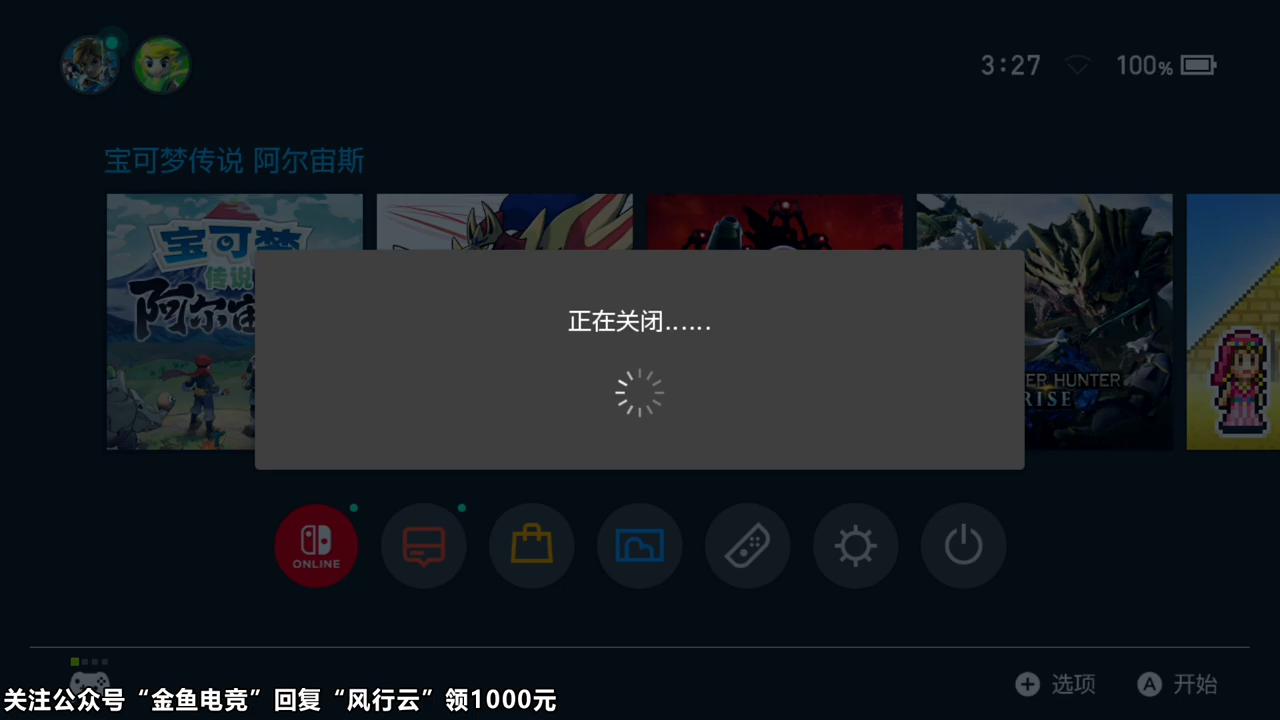 3:27 100%
宝可梦传说 阿尔宙斯
宝可梦
传说
阿尔宙
正在关闭......
ER HUNTER
RISE
ONLINE
选项 A 开始
关注公众号“金鱼电竞”回复“风行云”领1000元